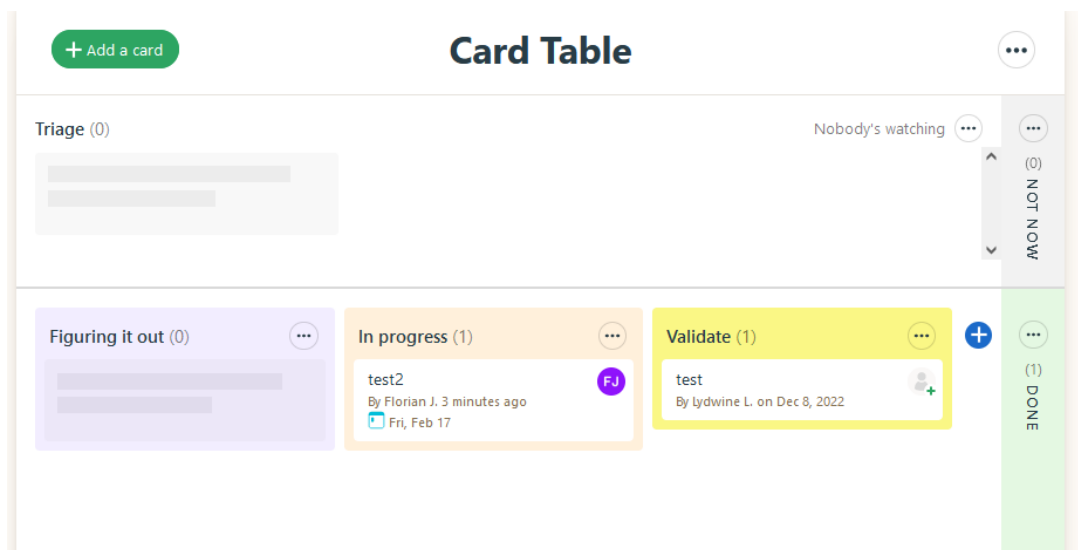 + Add a card
Card Table
Triage (0)
Nobody's watching
(0) NOT NOW
Figuring it out (0)
In progress (1)
test2
FJ
By Florian J. 3 minutes ago
Fri, Feb 17
Validate (1)
test
By Lydwine L. on Dec 8, 2022
(1) DONE